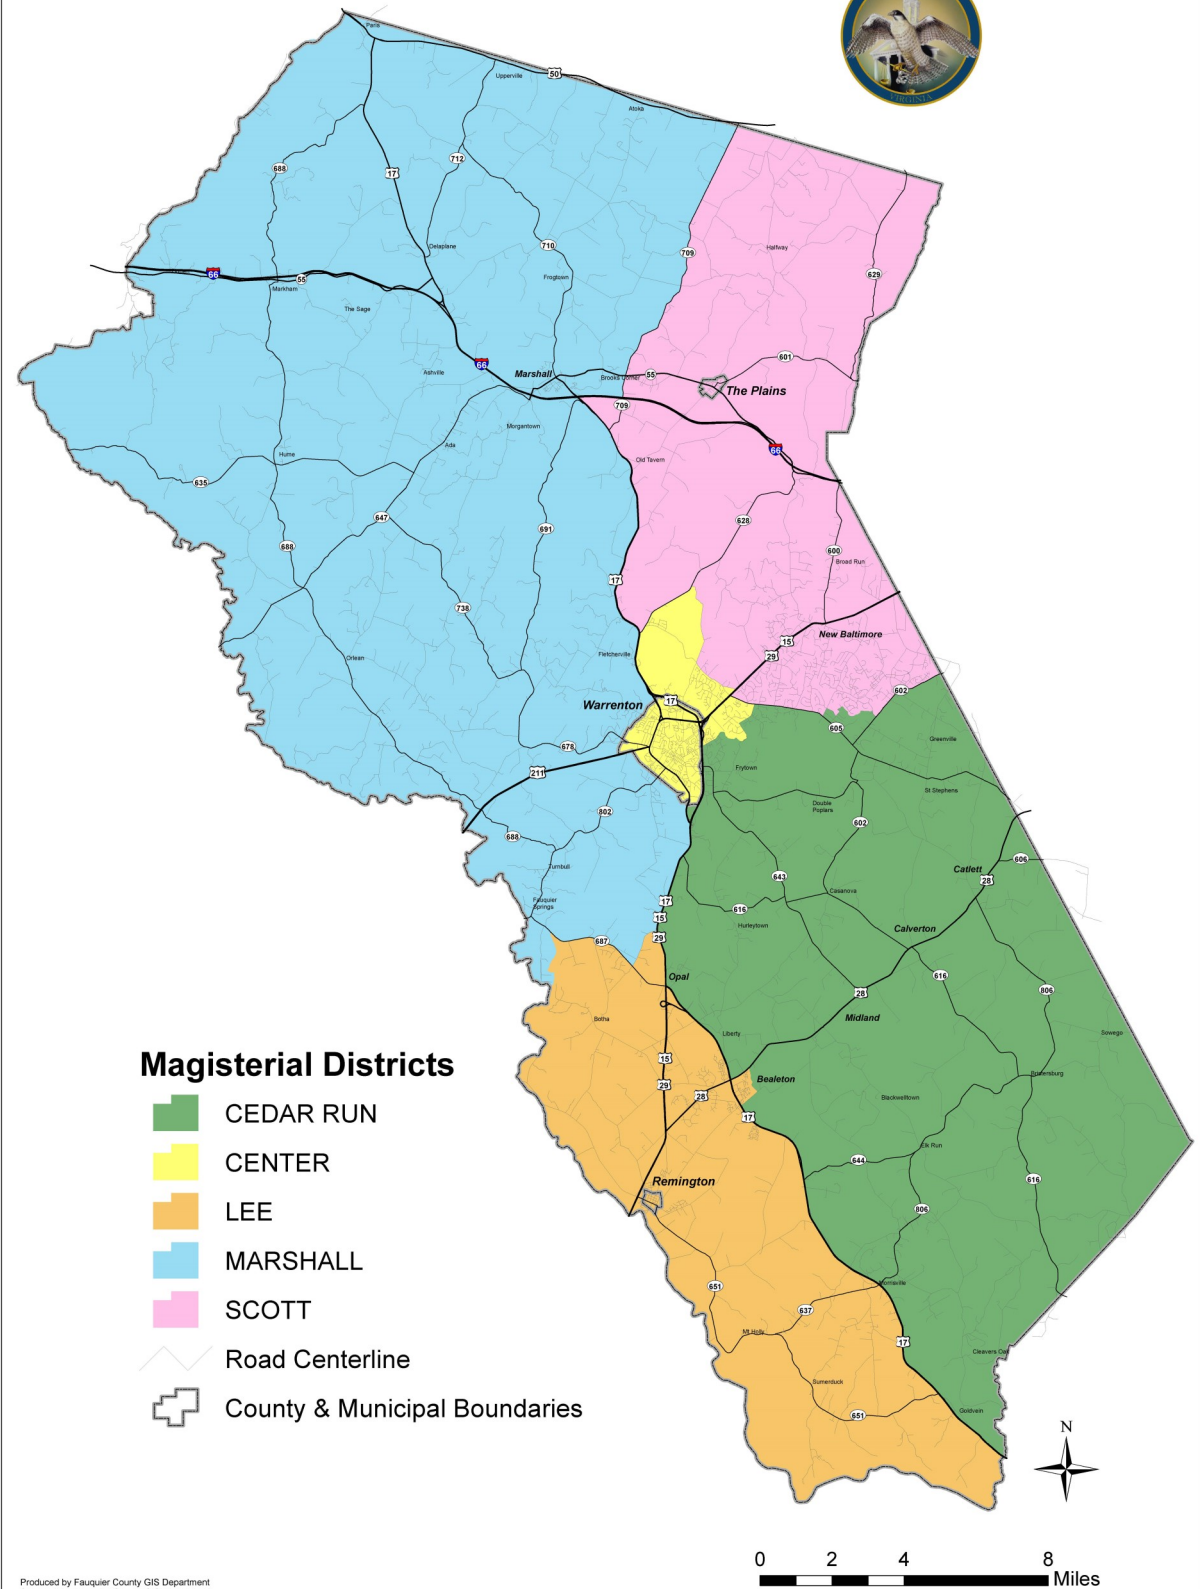 VIRGINIA
Paris
50
Upperville
Atoka
712
688
17
Delaplane
710
709
Halfway
629
66
55
Markham
Frogtown
The Sage
601
66
Ashville
Marshall
Brooks Corner
55
The Plains
709
Morgantown
Ada
66
Hume
Old Tavern
635
647
691
628
688
600
Broad Run
17
738
New Baltimore
15
29
Fletcherville
Orlean
602
17
Warrenton
605
Greenville
678
211
Frytown
St Stephens
Double
Poplars
802
602
688
606
Turnbull
Catlett
643
28
Casanova
Fauquier
Springs
17
616
15
Hurleytown
Calverton
29
687
Opal
616
806
28
Botha
Midland
Liberty
Sowego
15
Bealeton
29
28
Bristersburg
Blackwelltown
17
Elk Run
644
Remington
616
806
651
Morrisville
637
Mt Holly
17
Cleavers Oak
Sumerduck
651
Goldvein
Magisterial Districts
CEDAR RUN
CENTER
LEE
MARSHALL
SCOTT
Road Centerline
County & Municipal Boundaries
N
0 2 4 8
Miles
Produced by Fauquier County GIS Department